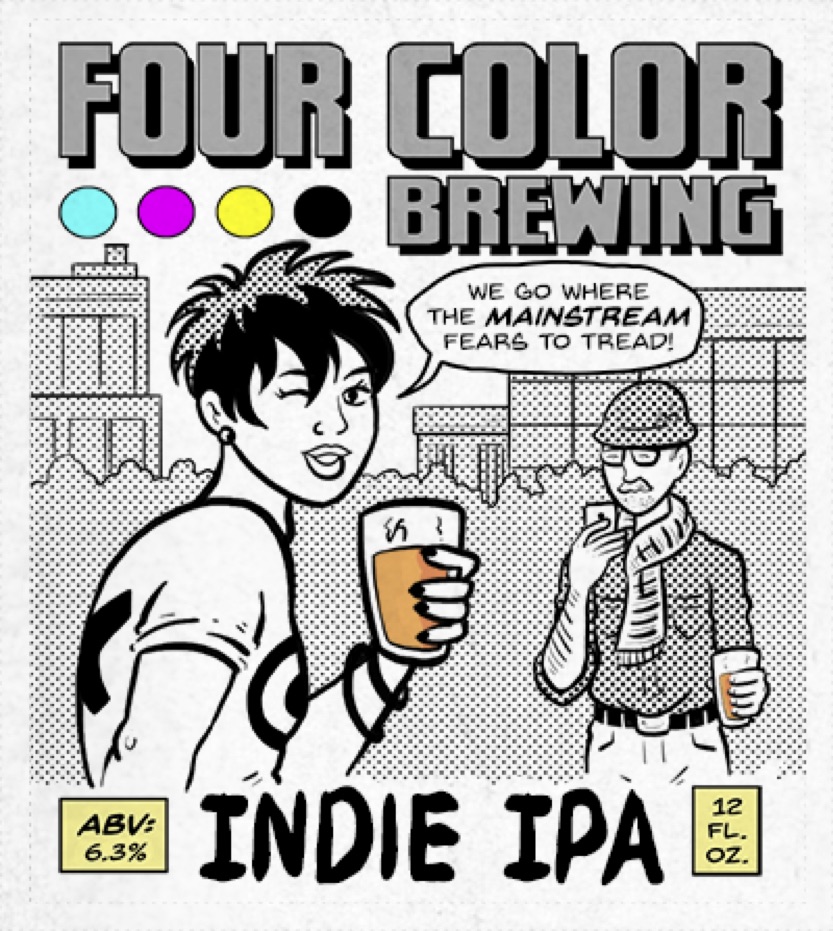 FOUR COLOR
BREWING
WE GO WHERE
THE MAINSTREAM
FEARS TO TREAD!
ABV:
6.3%
INDIE IPA
12
FL.
OZ.